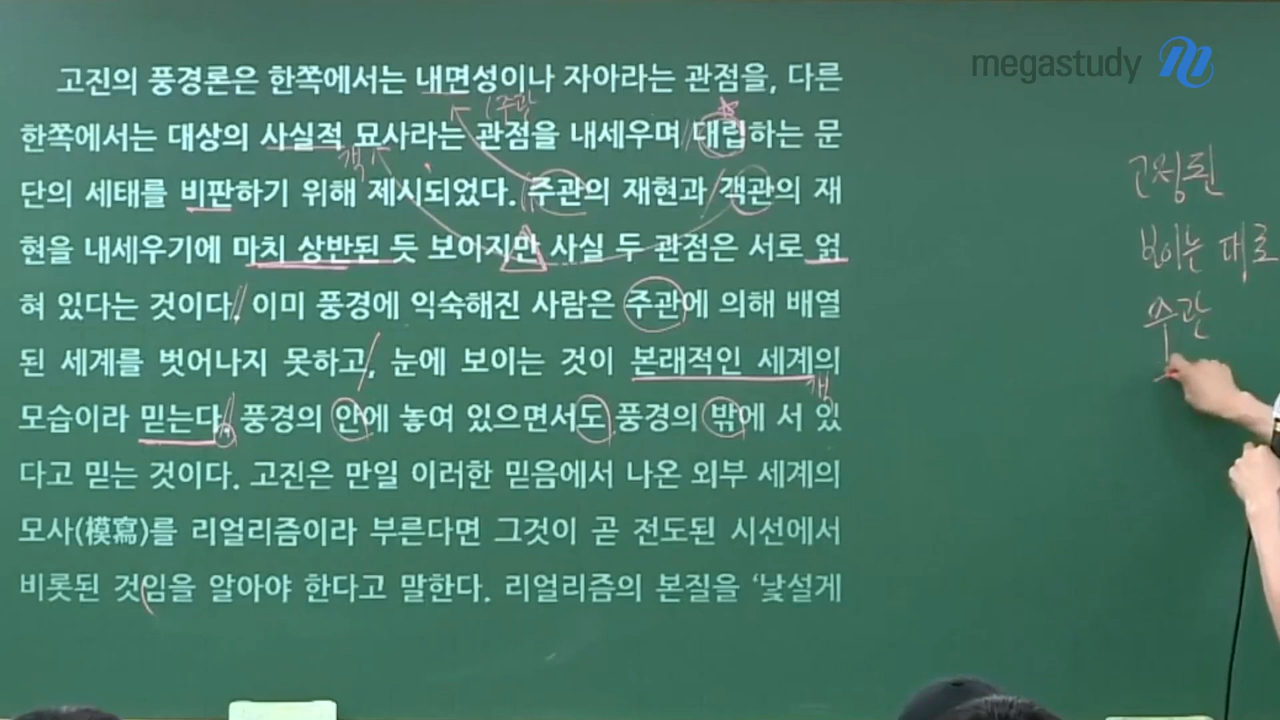 megastudy
고진의 풍경론은 한쪽에서는 내면성이나 자아라는 관점을, 다른
(주관
한쪽에서는 대상의 사실적 묘사라는 관점을 내세우며 대립하는 문
객
단의 세태를 비판하기 위해 제시되었다. 주관의 재현과 객관의 재
현을 내세우기에 마치 상반된 듯 보이지만 사실 두 관점은 서로 얽
혀 있다는 것이다. 이미 풍경에 익숙해진 사람은 주관에 의해 배열
된 세계를 벗어나지 못하고, 눈에 보이는 것이 본래적인 세계의
객
모습이라 믿는다. 풍경의 안에 놓여 있으면서도 풍경의 밖에 서 있
다고 믿는 것이다. 고진은 만일 이러한 믿음에서 나온 외부 세계의
모사(模寫)를 리얼리즘이라 부른다면 그것이 곧 전도된 시선에서
비롯된 것임을 알아야 한다고 말한다. 리얼리즘의 본질을 ‘낯설게
고정된
보이는 대로
주관